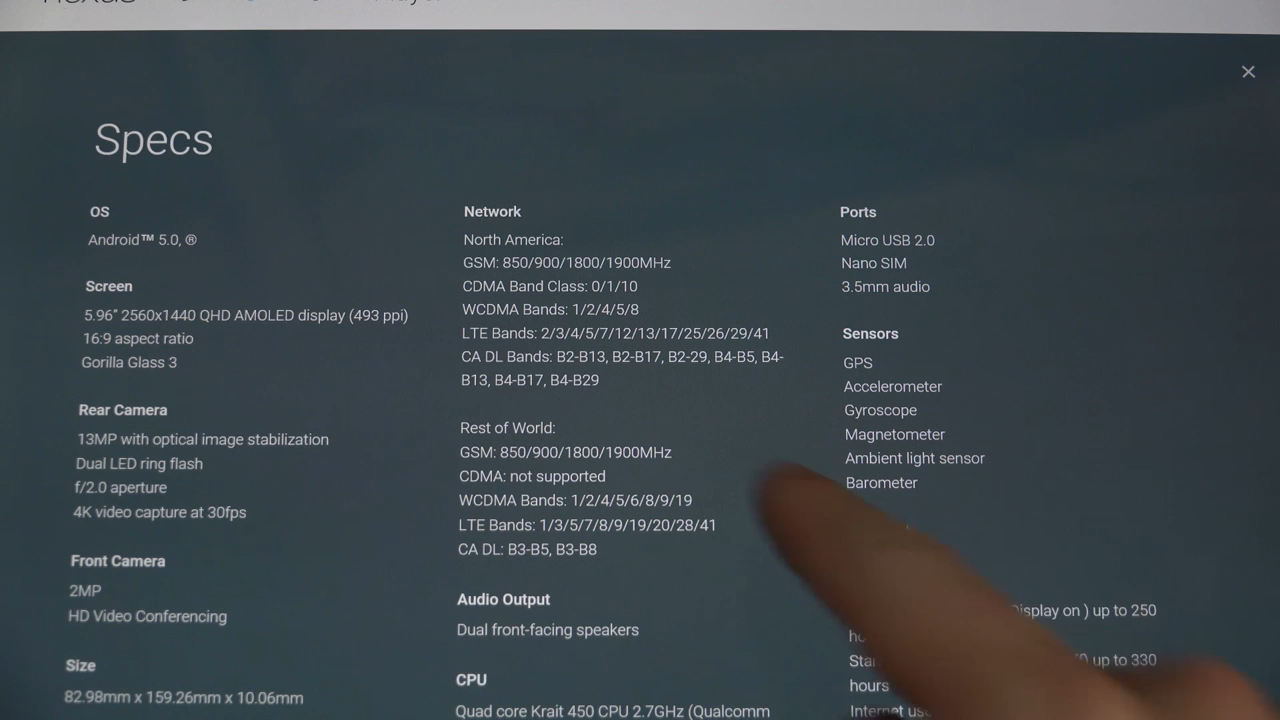 Specs
OS
Android™ 5.0, ®
Screen
5.96” 2560x1440 QHD AMOLED display (493 ppi)
16:9 aspect ratio
Gorilla Glass 3
Rear Camera
13MP with optical image stabilization
Dual LED ring flash
f/2.0 aperture
4K video capture at 30fps
Front Camera
2MP
HD Video Conferencing
Size
82.98mm x 159.26mm x 10.06mm
Network
North America:
GSM: 850/900/1800/1900MHz
CDMA Band Class: 0/1/10
WCDMA Bands: 1/2/4/5/8
LTE Bands: 2/3/4/5/7/12/13/17/25/26/29/41
CA DL Bands: B2-B13, B2-B17, B2-29, B4-B5, B4-
B13, B4-B17, B4-B29
Rest of World:
GSM: 850/900/1800/1900MHz
CDMA: not supported
WCDMA Bands: 1/2/4/5/6/8/9/19
LTE Bands: 1/3/5/7/8/9/19/20/28/41
CA DL: B3-B5, B3-B8
Audio Output
Dual front-facing speakers
CPU
Quad core Krait 450 CPU 2.7GHz (Qualcomm
Ports
Micro USB 2.0
Nano SIM
3.5mm audio
Sensors
GPS
Accelerometer
Gyroscope
Magnetometer
Ambient light sensor
Barometer
on ) up to 250
up to 330
hours
Internet